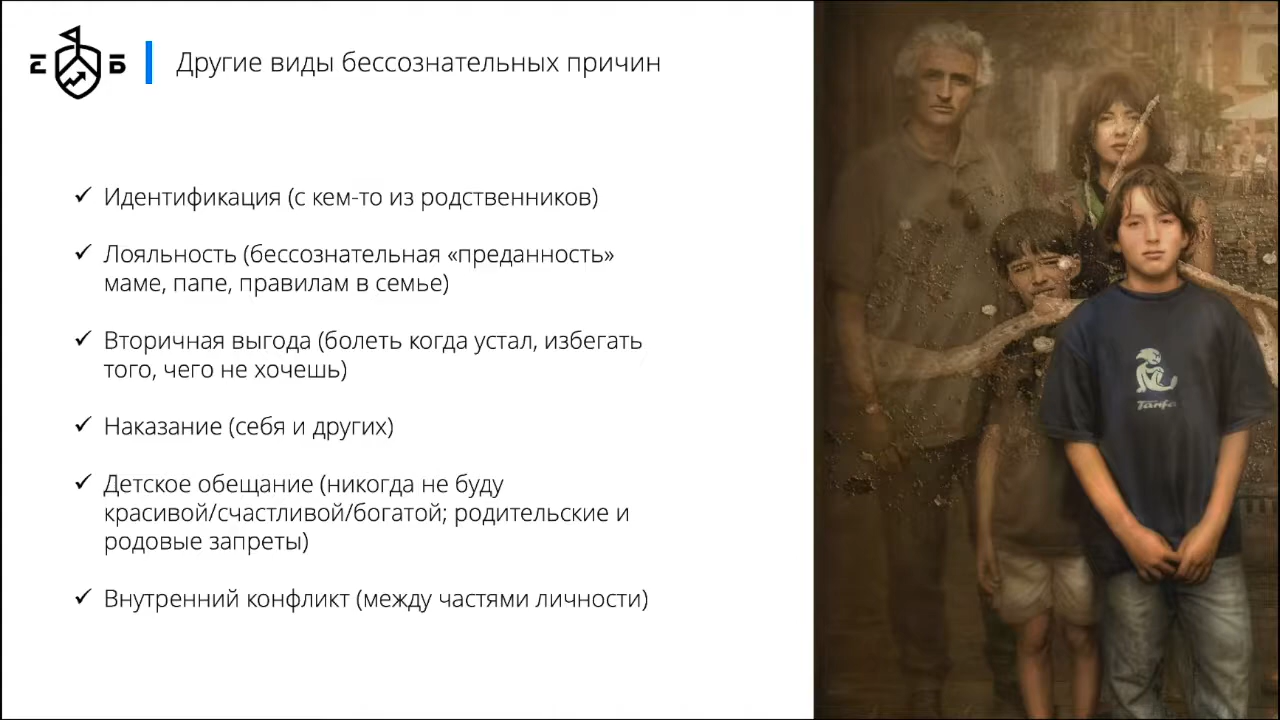 Е Б
Другие виды бессознательных причин
✓ Идентификация (с кем-то из родственников)
✓ Лояльность (бессознательная «преданность»
маме, папе, правилам в семье)
✓ Вторичная выгода (болеть когда устал, избегать
того, чего не хочешь)
✓ Наказание (себя и других)
✓ Детское обещание (никогда не буду
красивой/счастливой/богатой; родительские и
родовые запреты)
✓ Внутренний конфликт (между частями личности)
Tarifa